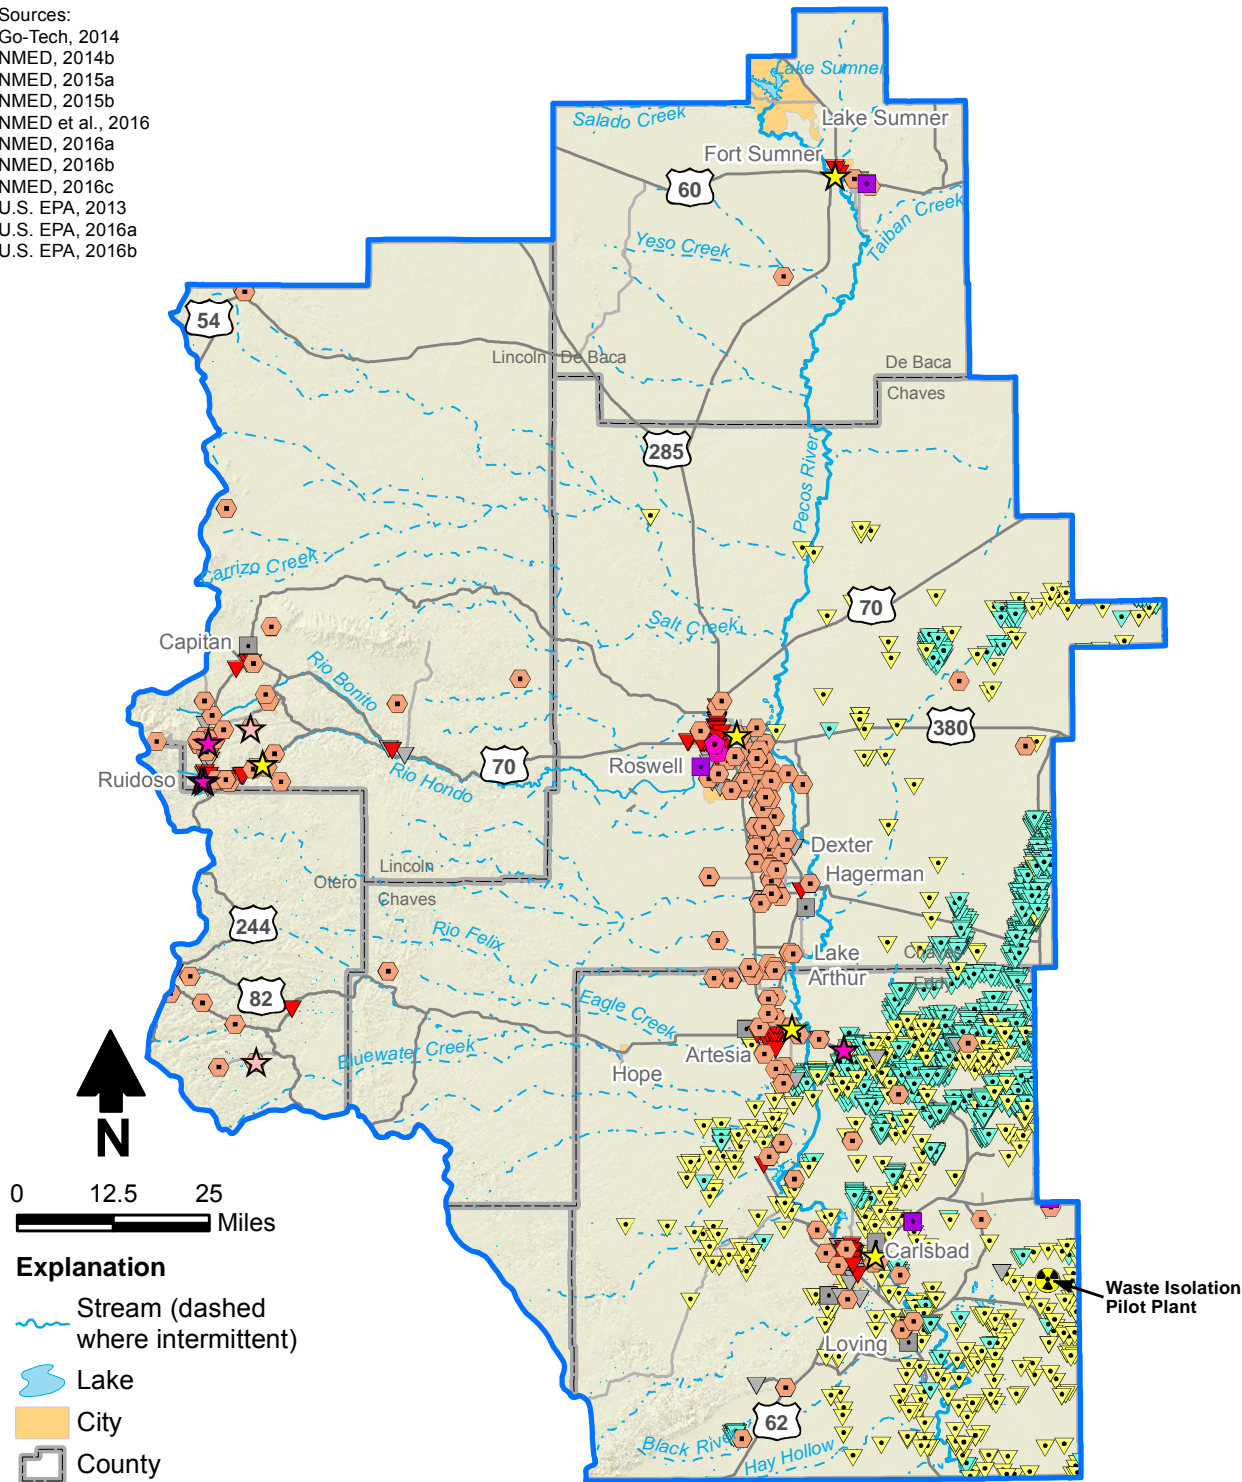 Sources:
Go-Tech, 2014
NMED, 2014b
NMED, 2015a
NMED, 2015b
NMED et al., 2016
NMED, 2016a
NMED, 2016b
NMED, 2016c
U.S. EPA, 2013
U.S. EPA, 2016a
U.S. EPA, 2016b
Lake Sumner
Salado Creek
Lake Sumner
Fort Sumner
60
Taiban Creek
Yeso Creek
54
Lincoln
De Baca
De Baca
Chaves
285
Pecos River
Carrizo Creek
70
Salt Creek
Capitan
Rio Bonito
380
Roswell
70
Ruidoso
Rio Hondo
Dexter
Lincoln
Hagerman
Otero
Chaves
244
Rio Felix
Lake
Arthur
Chaves
Eddy
82
Eagle Creek
Bluewater Creek
Artesia
Hope
N
0 12.5 25
Miles
Carlsbad
Waste Isolation
Pilot Plant
Explanation
Stream (dashed
where intermittent)
Loving
Lake
City
62
Black River
Hay Hollow
County